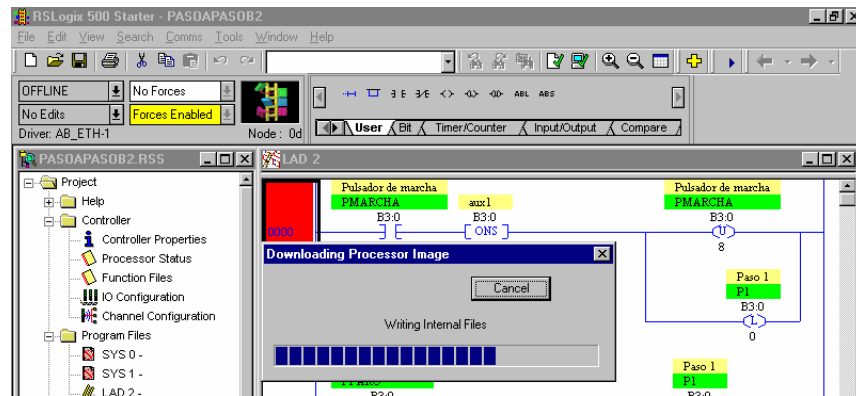 RSLogix 500 Starter - PASOAPASOB2
File Edit View Search Comms Tools Window Help
OFFLINE No Forces
No Edits Forces Enabled
Driver: AB_ETH-1 Node : 0d
ABL ABS
User Bit Timer/Counter Input/Output Compare
PASOAPASOB2.RSS
LAD 2
Project
Help
Controller
Controller Properties
Processor Status
Function Files
IO Configuration
Channel Configuration
Program Files
SYS 0 -
SYS 1 -
LAD 2 -
Pulsador de marcha Pulsador de marcha
PMARCHA aux1 PMARCHA
B3:0 B3:0 B3:0
0000 ONS U
8
Downloading Processor Image
Cancel
Writing Internal Files
Paso 1
P1
B3:0
L
0
Paso 1
P1
B3:0 B3:0